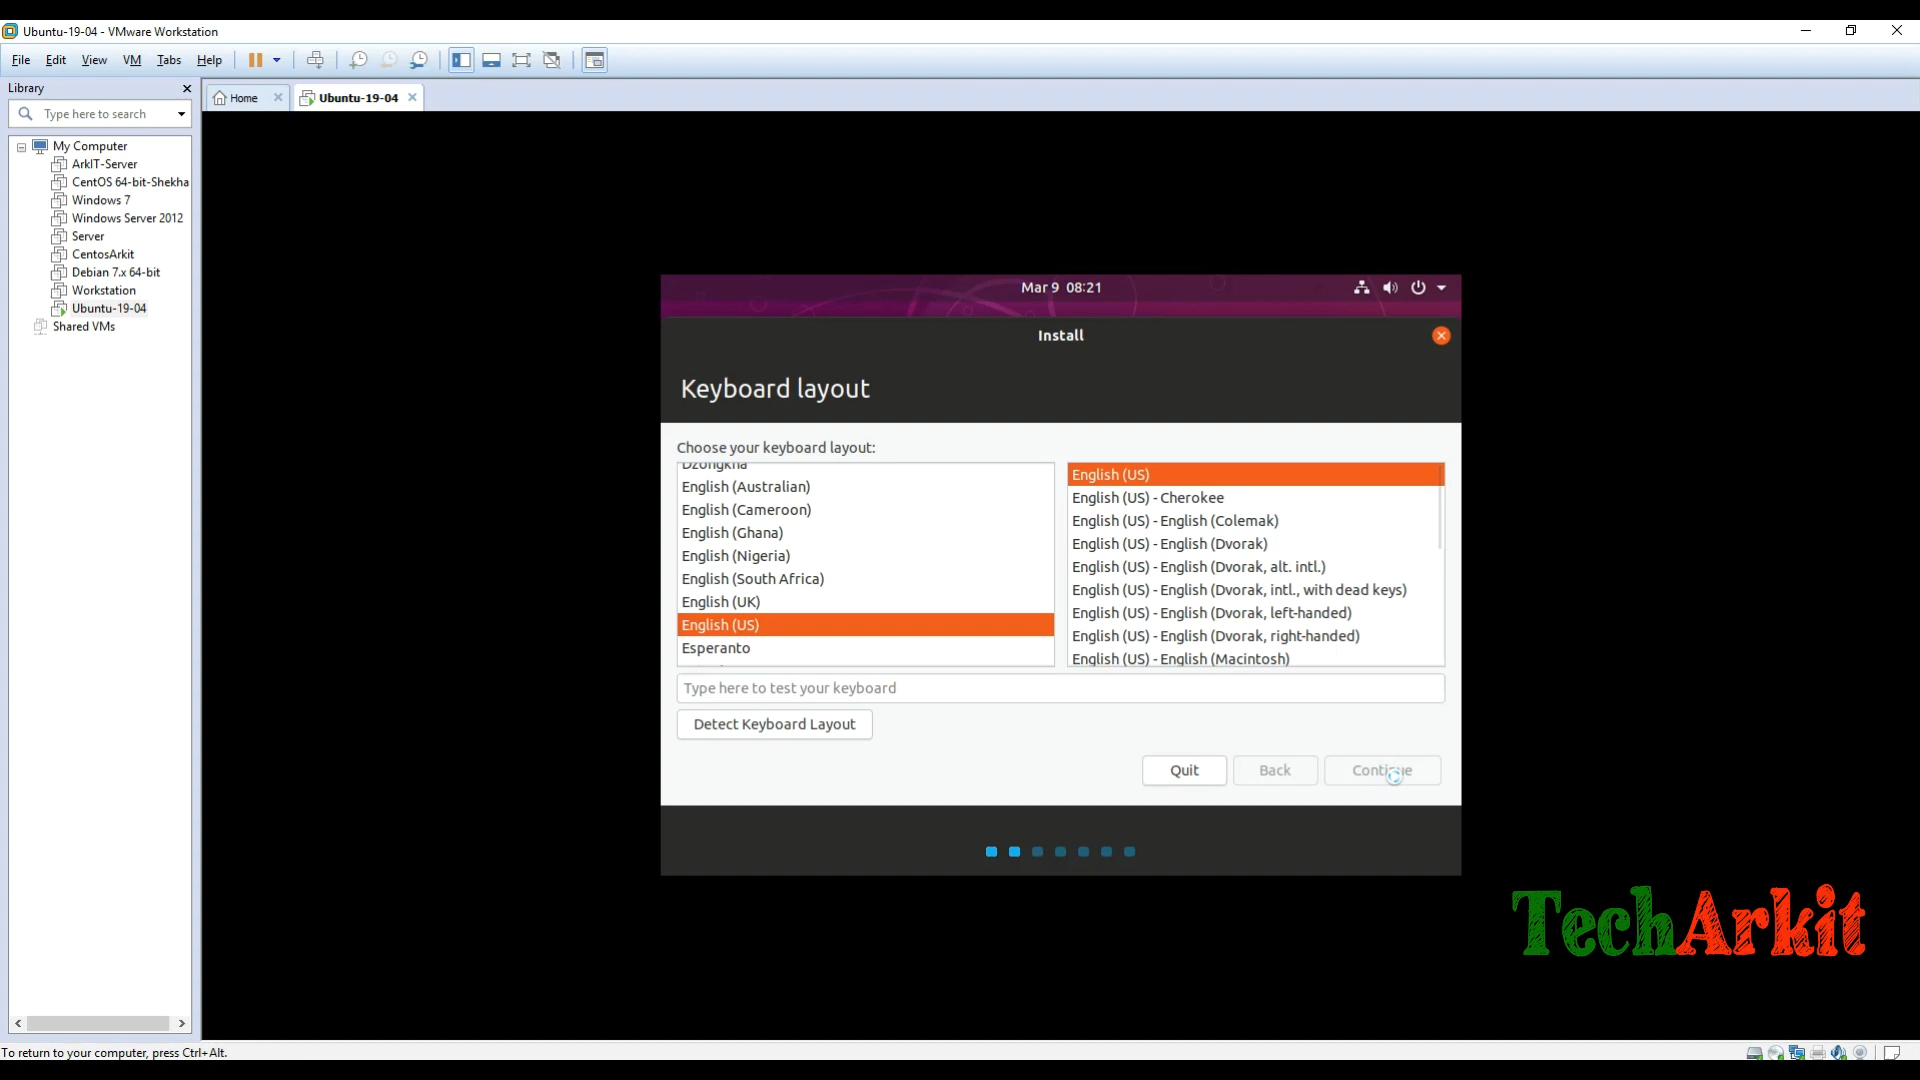 Ubuntu-19-04 - VMware Workstation
File Edit View VM Tabs Help
Library
Type here to search
Home
Ubuntu-19-04
My Computer
ArkIT-Server
CentOS 64-bit-Shekha
Windows 7
Windows Server 2012
Server
CentosArkit
Debian 7.x 64-bit
Workstation
Ubuntu-19-04
Shared VMs
Mar 9 08:21
Install
Keyboard layout
Choose your keyboard layout:
Dzongkha
English (Australian)
English (Cameroon)
English (Ghana)
English (Nigeria)
English (South Africa)
English (UK)
English (US)
Esperanto
English (US)
English (US) - Cherokee
English (US) - English (Colemak)
English (US) - English (Dvorak)
English (US) - English (Dvorak, alt. intl.)
English (US) - English (Dvorak, intl., with dead keys)
English (US) - English (Dvorak, left-handed)
English (US) - English (Dvorak, right-handed)
English (US) - English (Macintosh)
Type here to test your keyboard
Detect Keyboard Layout
Quit Back Continue
TechArkit
To return to your computer, press Ctrl+Alt.